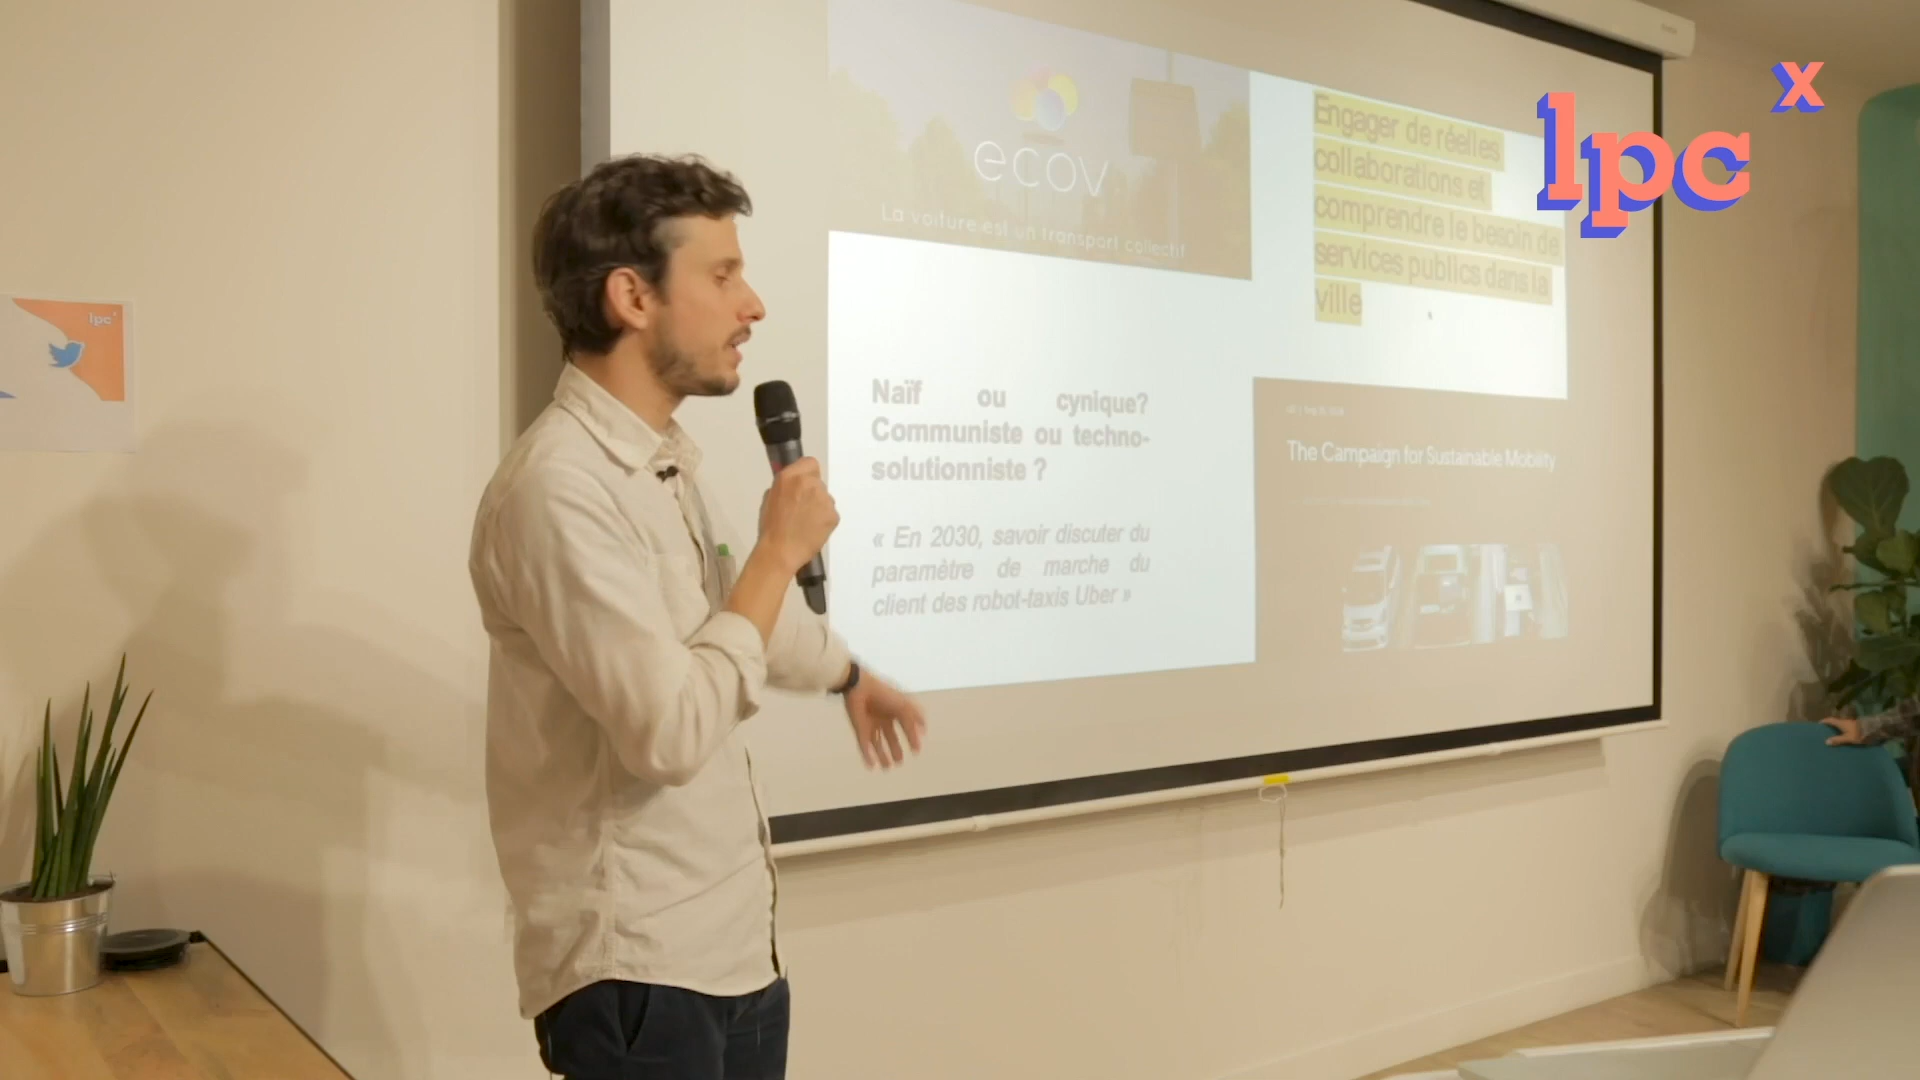 ecov
La voiture est un transport collectif
Engager de réelles
collaborations et
comprendre le besoin de
services publics dans la
ville
lpc x
lpc x
Naïf ou cynique?
Communiste ou techno-
solutionniste ?
« En 2030, savoir discuter du
paramètre de marche du
client des robot-taxis Uber »
The Campaign for Sustainable Mobility